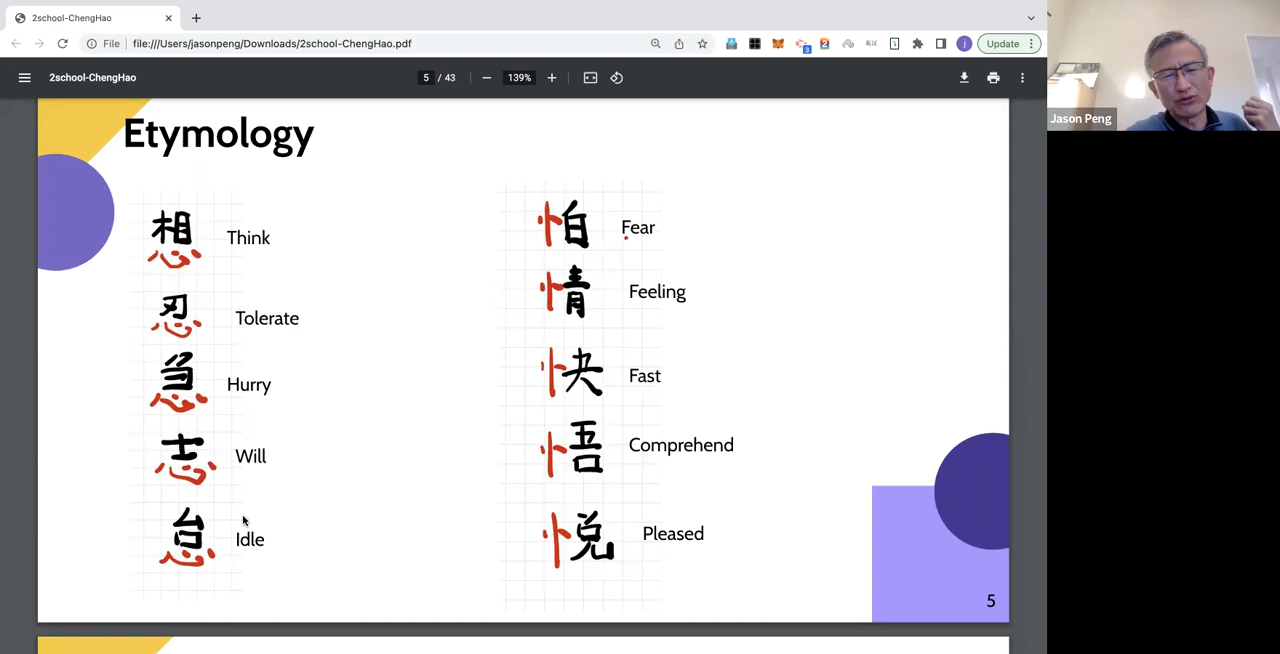 2school-ChengHao
File
file:///Users/jasonpeng/Downloads/2school-ChengHao.pdf
Update
2school-ChengHao
5 / 43
139%
Jason Peng
Etymology
想 Think
忍 Tolerate
急 Hurry
志 Will
怠 Idle
怕 Fear
情 Feeling
快 Fast
悟 Comprehend
悅 Pleased
5